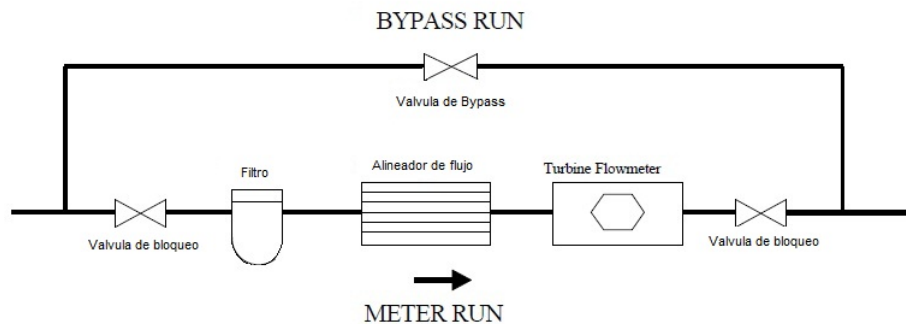 BYPASS RUN
Valvula de Bypass
Filtro
Alineador de flujo
Turbine Flowmeter
Valvula de bloqueo
Valvula de bloqueo
METER RUN